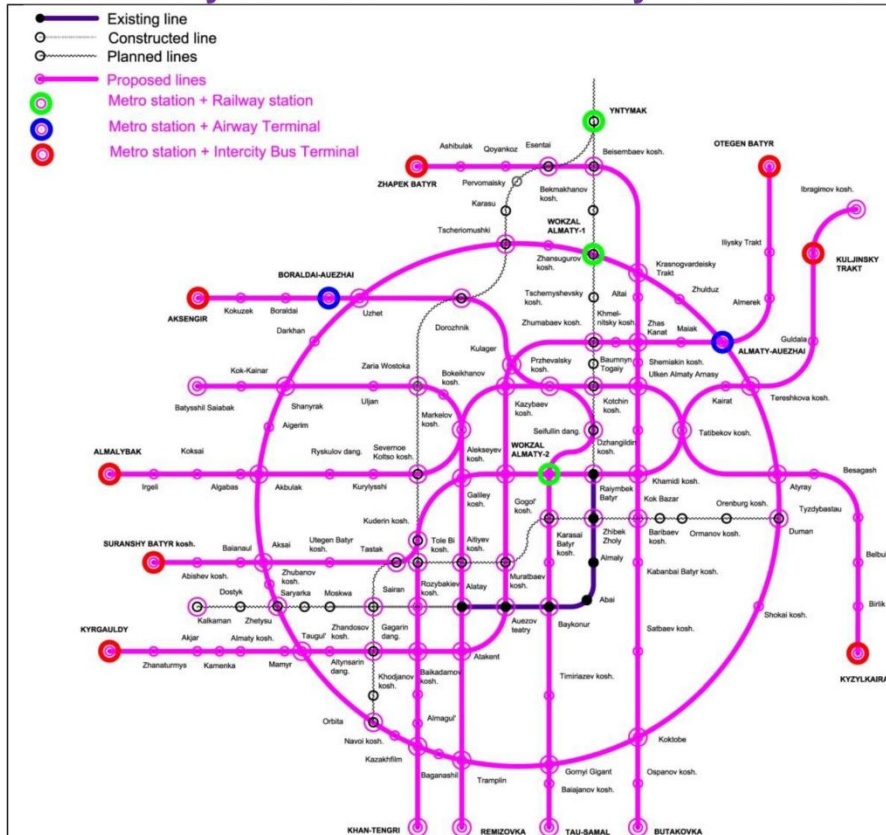 Existing line
Constructed line
Planned lines
Proposed lines
Metro station + Railway station
Metro station + Airway Terminal
Metro station + Intercity Bus Terminal
YNTYMAK
Ashibulak
Qoyankoz
Esentai
Beisembaev kosh.
OTEGEN BATYR
Ibragimov kosh.
ZHAPEK BATYR
Pervomaisky
Bekmakhanov
kosh.
Karasu
WOKZAL
ALMATY-1
Tscheriomushki
Zhansugurov
kosh.
Iliysky Trakt
KULJINSKY
TRAKT
BORALDAI-AUEZHAI
Krasnogvardeisky
Trakt
Tschernyshevsky
kosh.
Altai
Zhulduz
Almerek
AKSENGIR
Kokuzek
Boraldai
Uzhet
Darkhan
Dorozhnik
Zhumabaev kosh.
Khmel-
nitsky kosh.
Zhas
Kanat
Maiak
ALMATY-AUEZHAI
Guldala
Kulager
Przhevalsky
kosh.
Baumnyn
Togaiy
Shemiakin kosh.
Ulken Almaty Arnasy
Kok-Kainar
Zaria Wostoka
Bokeikhanov
kosh.
Batysshil Saiabak
Shanyrak
Uljan
Markelov
kosh.
Kazybaev
kosh.
Kotchin
kosh.
Kairat
Tereshkova kosh.
Aigerim
Seifullin dang.
Tatibekov kosh.
ALMALYBAK
Koksai
Ryskulov dang.
Severnoe
Koltso kosh.
Alekseyev
kosh.
WOKZAL
ALMATY-2
Dzhangildin
kosh.
Besagash
Irgeli
Algabas
Akbulak
Kurylysshi
Galiley
kosh.
Gogol'
kosh.
Raiymbek
Batyr
Khamidi kosh.
Atyray
Kok Bazar
Orenburg kosh.
Tyzdybastau
Kuderin kosh.
SURANSHY BATYR kosh.
Aksai
Utegen Batyr
kosh.
Tastak
Tole Bi
kosh.
Aitiyev
kosh.
Karasai
Batyr kosh.
Zhibek
Zholy
Baribaev
kosh.
Ormanov kosh.
Duman
Baianaul
Abishev kosh.
Zhubanov
kosh.
Sairan
Rozybakiev
kosh.
Alatay
Muratbaev
kosh.
Almaly
Kabanbai Batyr kosh.
Belbulak
Dostyk
Saryarka
Moskwa
Kalkaman
Zhetysu
Zhandosov
kosh.
Gagarin
dang.
Auezov
teatry
Baykonur
Abai
Shokai kosh.
Birlik
KYRGAULDY
Akjar
Almaty kosh.
Taugul'
Satbaev kosh.
Zhanaturmys
Kamenka
Mamyr
Altynsarin
dang.
Khodjanov
kosh.
Baikadamov
kosh.
Atakent
KYZYLKAIRAT
Timiriazev kosh.
Orbita
Almagul'
Navoi kosh.
Kazakhfilm
Koktobe
Baganashil
Tramplin
Gornyi Gigant
Baiajanov kosh.
Ospanov kosh.
KHAN-TENGRI
REMIZOVKA
TAU-SAMAL
BUTAKOVKA